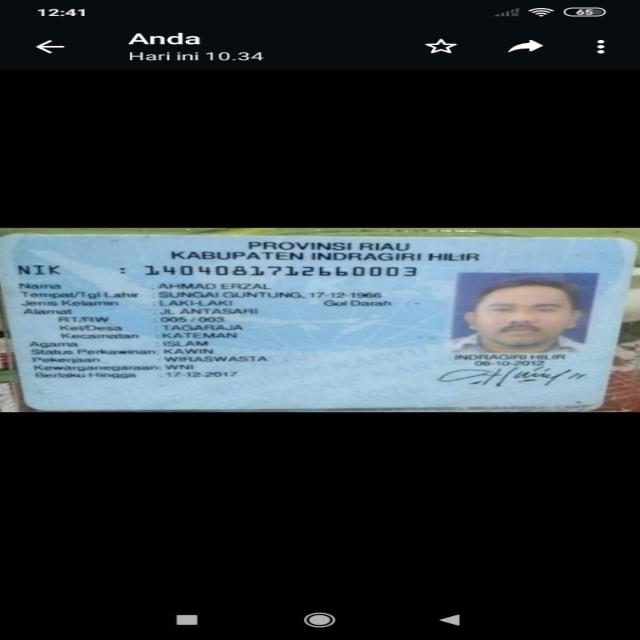 12:41
65
Anda
Hari ini 10.34
PROVINSI RIAU
KABUPATEN INDRAGIRI HILIR
NIK : 1404081712660003
Nama : AHMAD ERZAL
Tempat/Tgl Lahir : SUNGAI GUNTUNG, 17-12-1966
Jenis Kelamin : LAKI-LAKI Gol Darah : -
Alamat : JL ANTASARI
RT/RW : 005 / 003
Kel/Desa : TAGARAJA
Kecamatan : KATEMAN
Agama : ISLAM
Status Perkawinan: KAWIN
Pekerjaan : WIRASWASTA
Kewarganegaraan: WNI
Berlaku Hingga : 17-12-2017
INDRAGIRI HILIR
06-10-2012